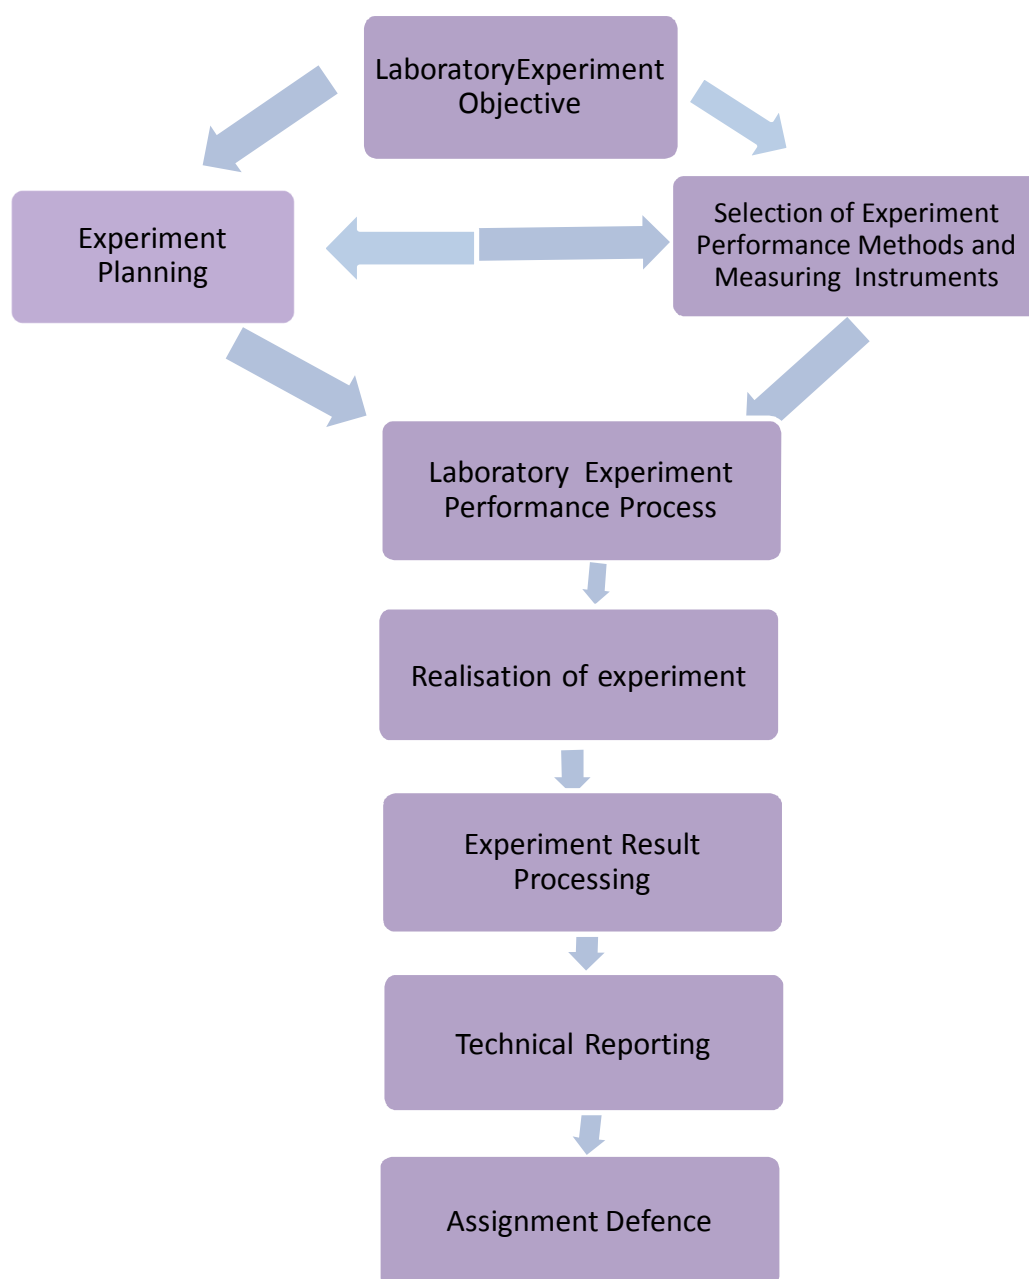 LaboratoryExperiment
Objective
Experiment
Planning
Selection of Experiment
Performance Methods and
Measuring Instruments
Laboratory Experiment
Performance Process
Realisation of experiment
Experiment Result
Processing
Technical Reporting
Assignment Defence